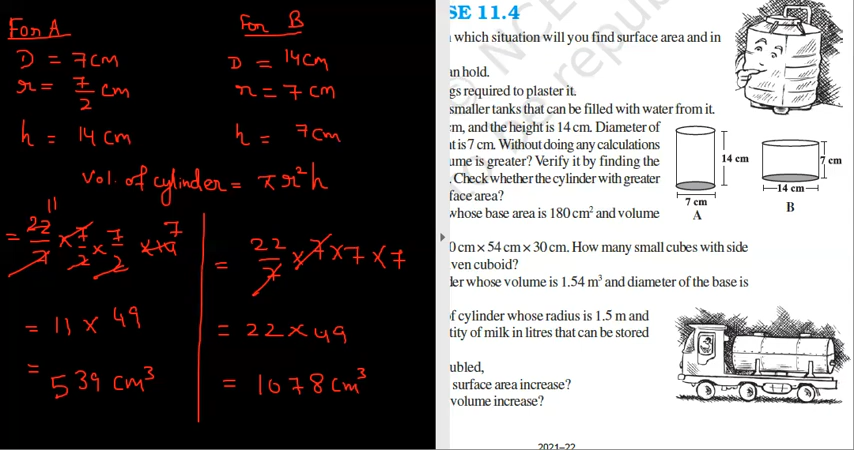 For A
D = 7cm
r = 7/2 cm
h = 14 cm
For B
D = 14cm
r = 7 cm
h = 7cm
Vol. of cylinder = πr²h
= 22/7 × 7/2 × 7/2 × 14
11 7
= 11 × 49
= 539 cm³
= 22/7 × 7 × 7 × 7
= 22 × 49
= 1078 cm³
SE 11.4
which situation will you find surface area and in
an hold.
gs required to plaster it.
smaller tanks that can be filled with water from it.
cm, and the height is 14 cm. Diameter of
t is 7 cm. Without doing any calculations
ume is greater? Verify it by finding the
. Check whether the cylinder with greater
face area?
whose base area is 180 cm² and volume
14 cm
7 cm
A
7 cm
14 cm
B
0 cm × 54 cm × 30 cm. How many small cubes with side
ven cuboid?
der whose volume is 1.54 m³ and diameter of the base is
f cylinder whose radius is 1.5 m and
tity of milk in litres that can be stored
ubled,
surface area increase?
volume increase?
2021–22